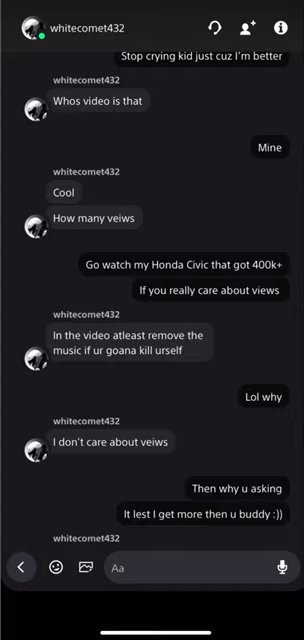 whitecomet432
Stop crying kid just cuz I'm better
whitecomet432
Whos video is that
Mine
whitecomet432
Cool
How many veiws
Go watch my Honda Civic that got 400k+
If you really care about views
whitecomet432
In the video atleast remove the
music if ur goana kill urself
Lol why
whitecomet432
I don't care about veiws
Then why u asking
It lest I get more then u buddy :))
whitecomet432
Aa